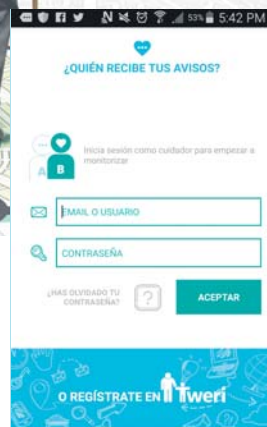 53% 5:42 PM
¿QUIÉN RECIBE TUS AVISOS?
Inicia sesión como cuidador para empezar a
monitorizar
A B
EMAIL O USUARIO
CONTRASEÑA
¿HAS OLVIDADO TU
CONTRASEÑA?
?
ACEPTAR
O REGÍSTRATE EN Tweri